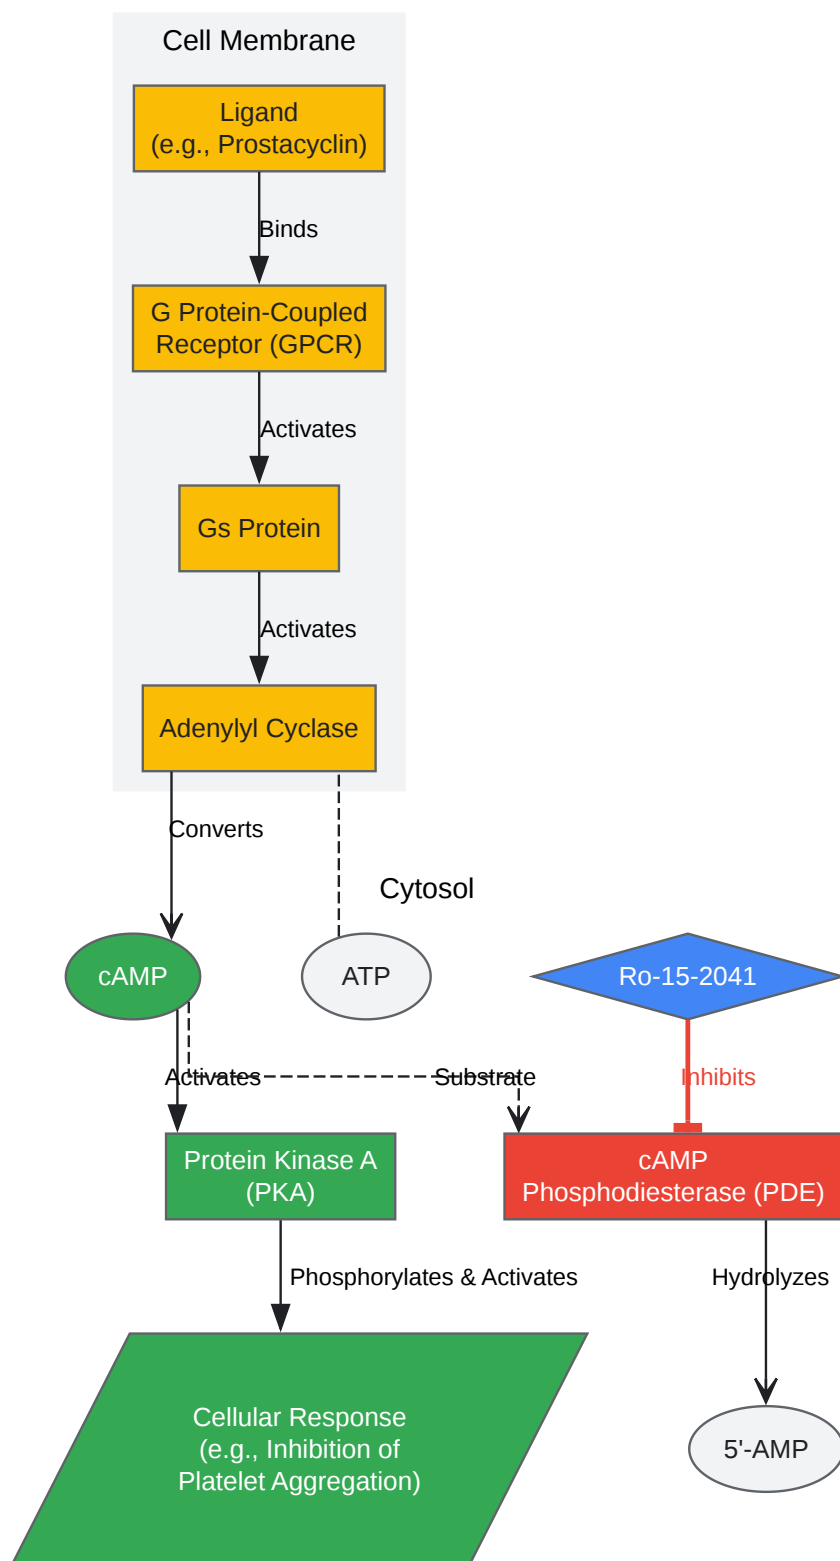 Cell Membrane
Ligand
(e.g., Prostacyclin)
Binds
G Protein-Coupled
Receptor (GPCR)
Activates
Gs Protein
Activates
Adenylyl Cyclase
Converts
Cytosol
cAMP
ATP
Ro-15-2041
Activates
Substrate
Inhibits
Protein Kinase A
(PKA)
cAMP
Phosphodiesterase (PDE)
Phosphorylates & Activates
Hydrolyzes
Cellular Response
(e.g., Inhibition of
Platelet Aggregation)
5'-AMP